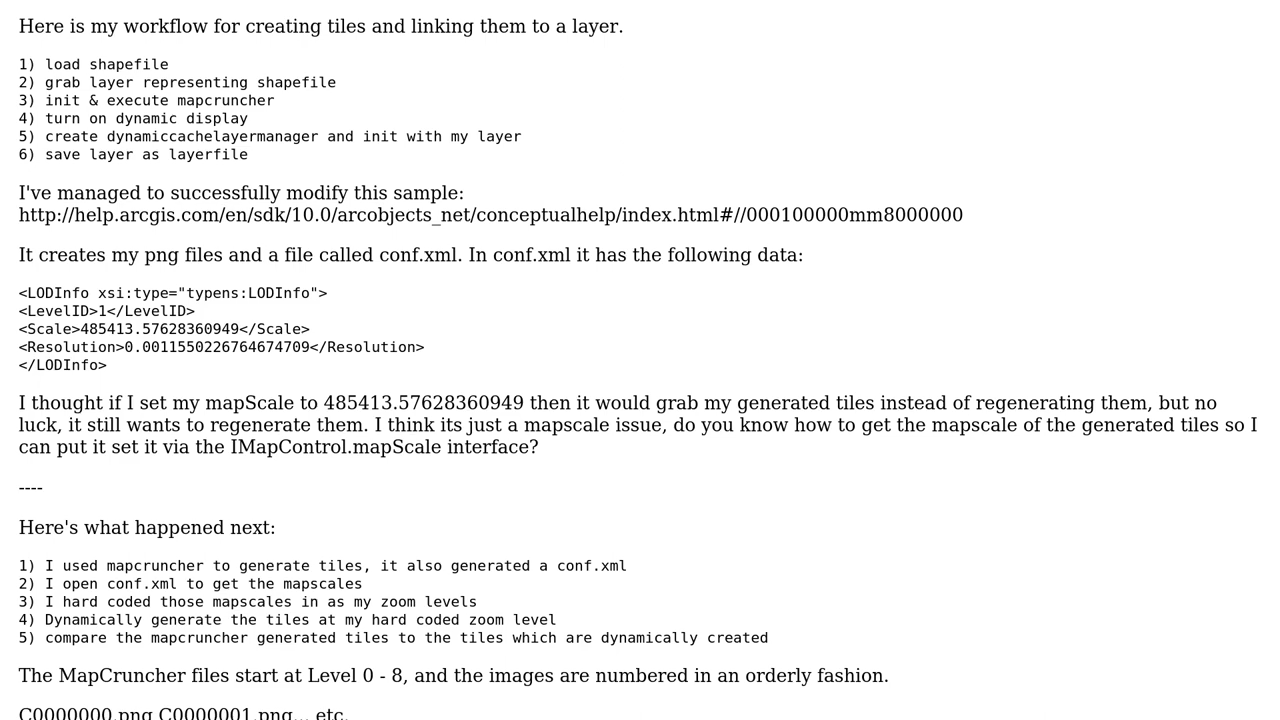 Here is my workflow for creating tiles and linking them to a layer.
1) load shapefile
2) grab layer representing shapefile
3) init & execute mapcruncher
4) turn on dynamic display
5) create dynamiccachelayermanager and init with my layer
6) save layer as layerfile
I've managed to successfully modify this sample:
http://help.arcgis.com/en/sdk/10.0/arcobjects_net/conceptualhelp/index.html#//000100000mm8000000
It creates my png files and a file called conf.xml. In conf.xml it has the following data:
<LODInfo xsi:type="typens:LODInfo">
<LevelID>1</LevelID>
<Scale>485413.57628360949</Scale>
<Resolution>0.0011550226764674709</Resolution>
</LODInfo>
I thought if I set my mapScale to 485413.57628360949 then it would grab my generated tiles instead of regenerating them, but no
luck, it still wants to regenerate them. I think its just a mapscale issue, do you know how to get the mapscale of the generated tiles so I
can put it set it via the IMapControl.mapScale interface?
----
Here's what happened next:
1) I used mapcruncher to generate tiles, it also generated a conf.xml
2) I open conf.xml to get the mapscales
3) I hard coded those mapscales in as my zoom levels
4) Dynamically generate the tiles at my hard coded zoom level
5) compare the mapcruncher generated tiles to the tiles which are dynamically created
The MapCruncher files start at Level 0 - 8, and the images are numbered in an orderly fashion.
C0000000.png C0000001.png... etc.